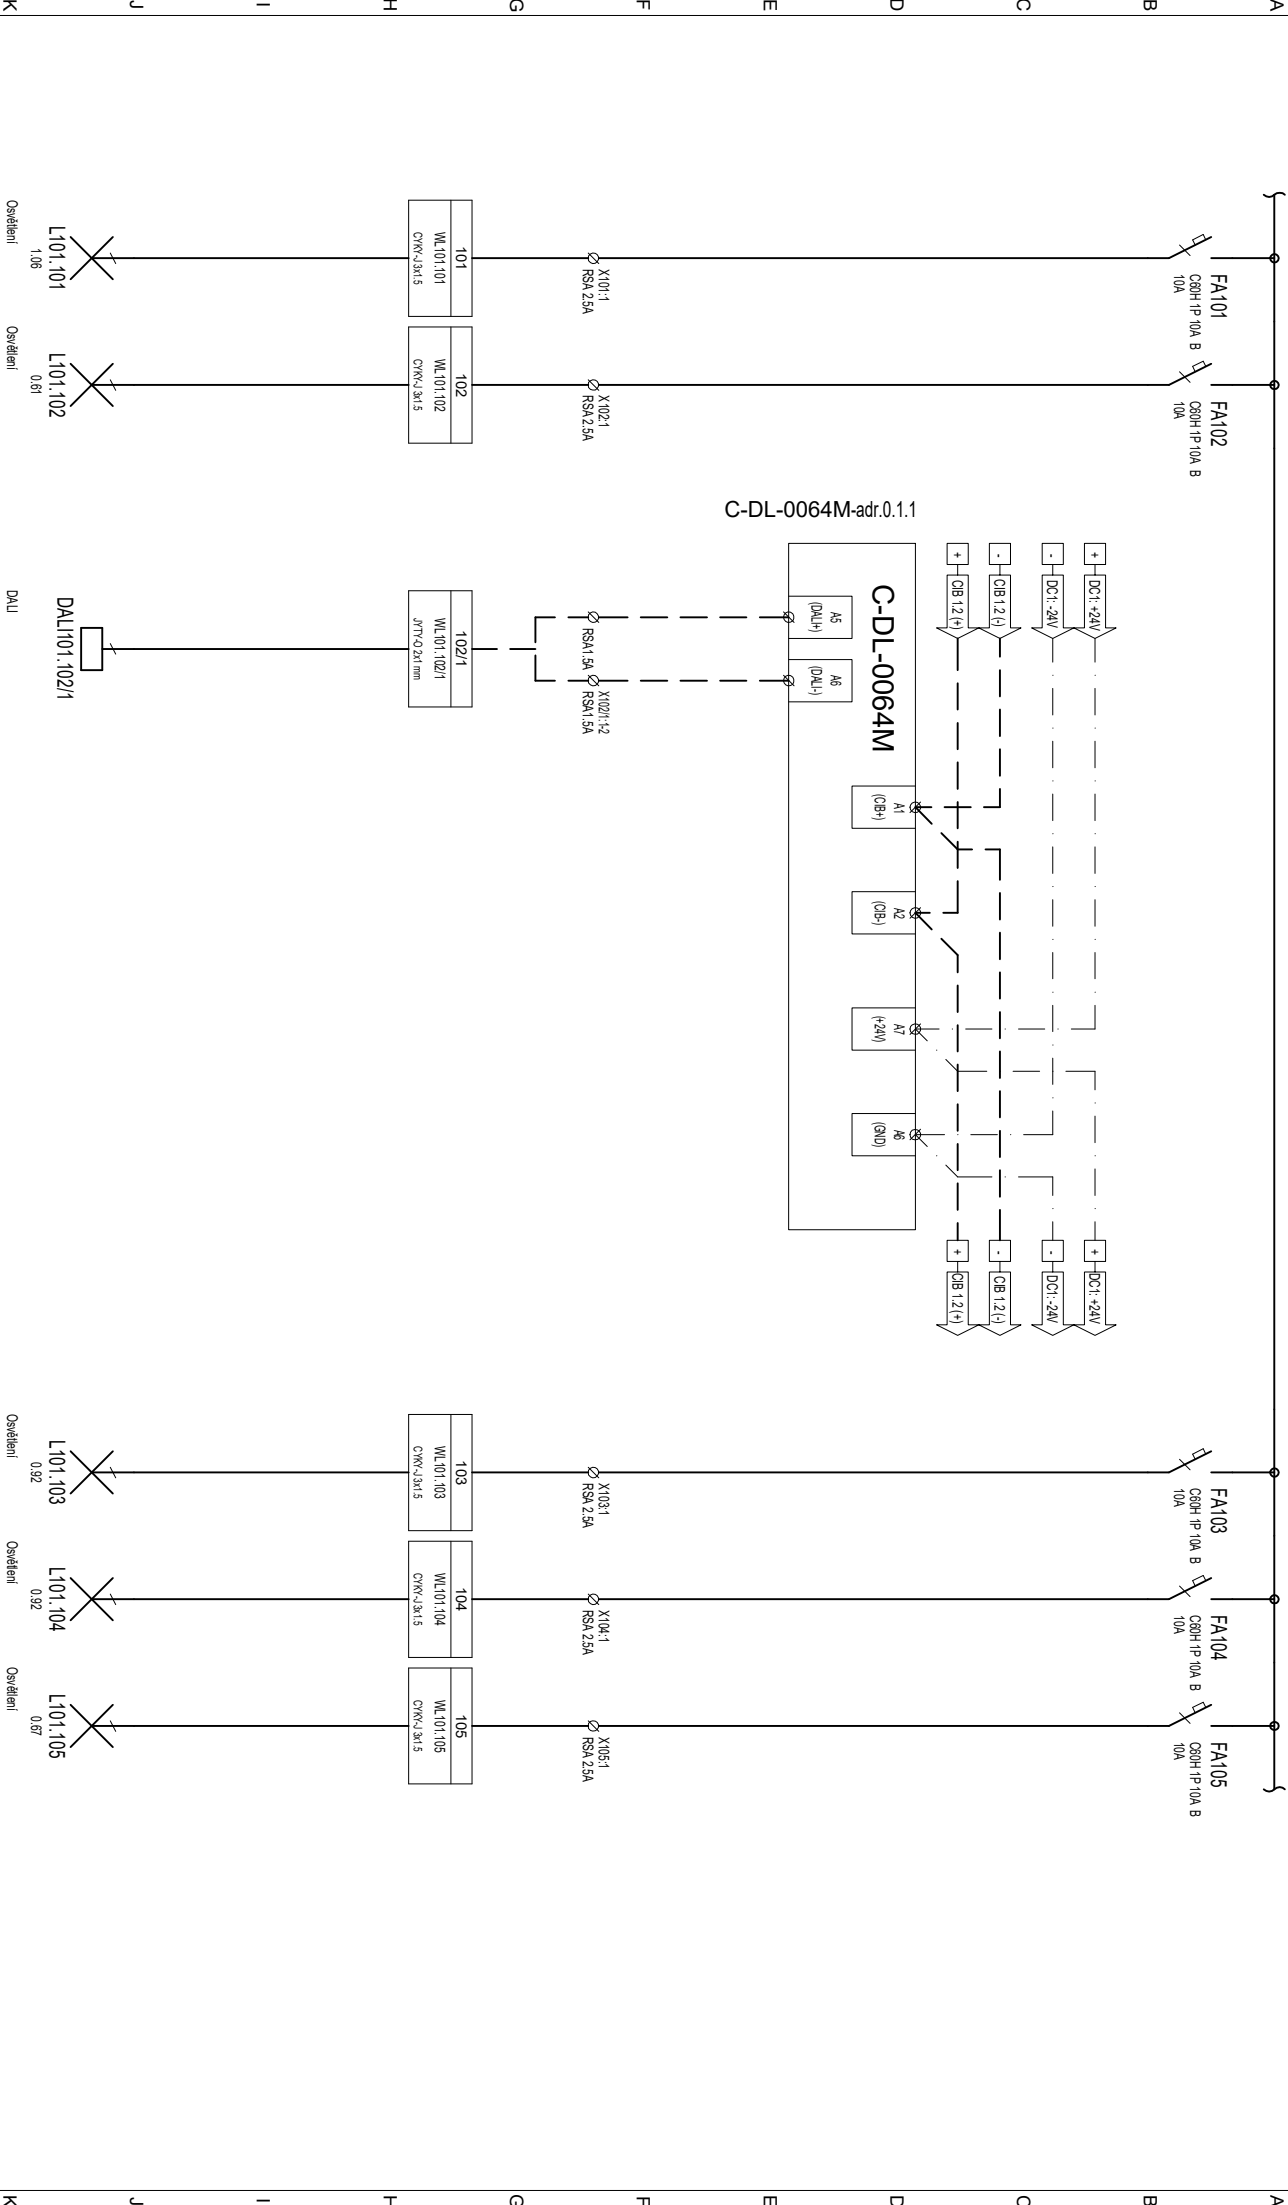 A
B
C
D
E
F
G
H
I
J
K
FA101
C60H 1P 10A B
10A
FA102
C60H 1P 10A B
10A
FA103
C60H 1P 10A B
10A
FA104
C60H 1P 10A B
10A
FA105
C60H 1P 10A B
10A
+
DC1: +24V
-
DC1: -24V
-
CIB 1.2 (-)
+
CIB 1.2 (+)
+
DC1: +24V
-
DC1: -24V
-
CIB 1.2 (-)
+
CIB 1.2 (+)
C-DL-0064M-adr.0.1.1
C-DL-0064M
A1
(CIB+)
A2
(CIB-)
A7
(+24V)
A6
(GND)
A5
(DALI+)
A6
(DALI-)
X101:1
RSA 2.5A
X102:1
RSA 2.5A
RSA1.5A
X102/1:1-2
RSA1.5A
X103:1
RSA 2.5A
X104:1
RSA 2.5A
X105:1
RSA 2.5A
101
WL101.101
CYKY-J 3x1.5
102
WL101.102
CYKY-J 3x1.5
102/1
WL101.102/1
JYTY-O 2x1 mm
103
WL101.103
CYKY-J 3x1.5
104
WL101.104
CYKY-J 3x1.5
105
WL101.105
CYKY-J 3x1.5
L101.101
1.06
Osvětlení
L101.102
0.61
Osvětlení
DALI101.102/1
DALI
L101.103
0.92
Osvětlení
L101.104
0.92
Osvětlení
L101.105
0.67
Osvětlení
A
B
C
D
E
F
G
H
I
J
K